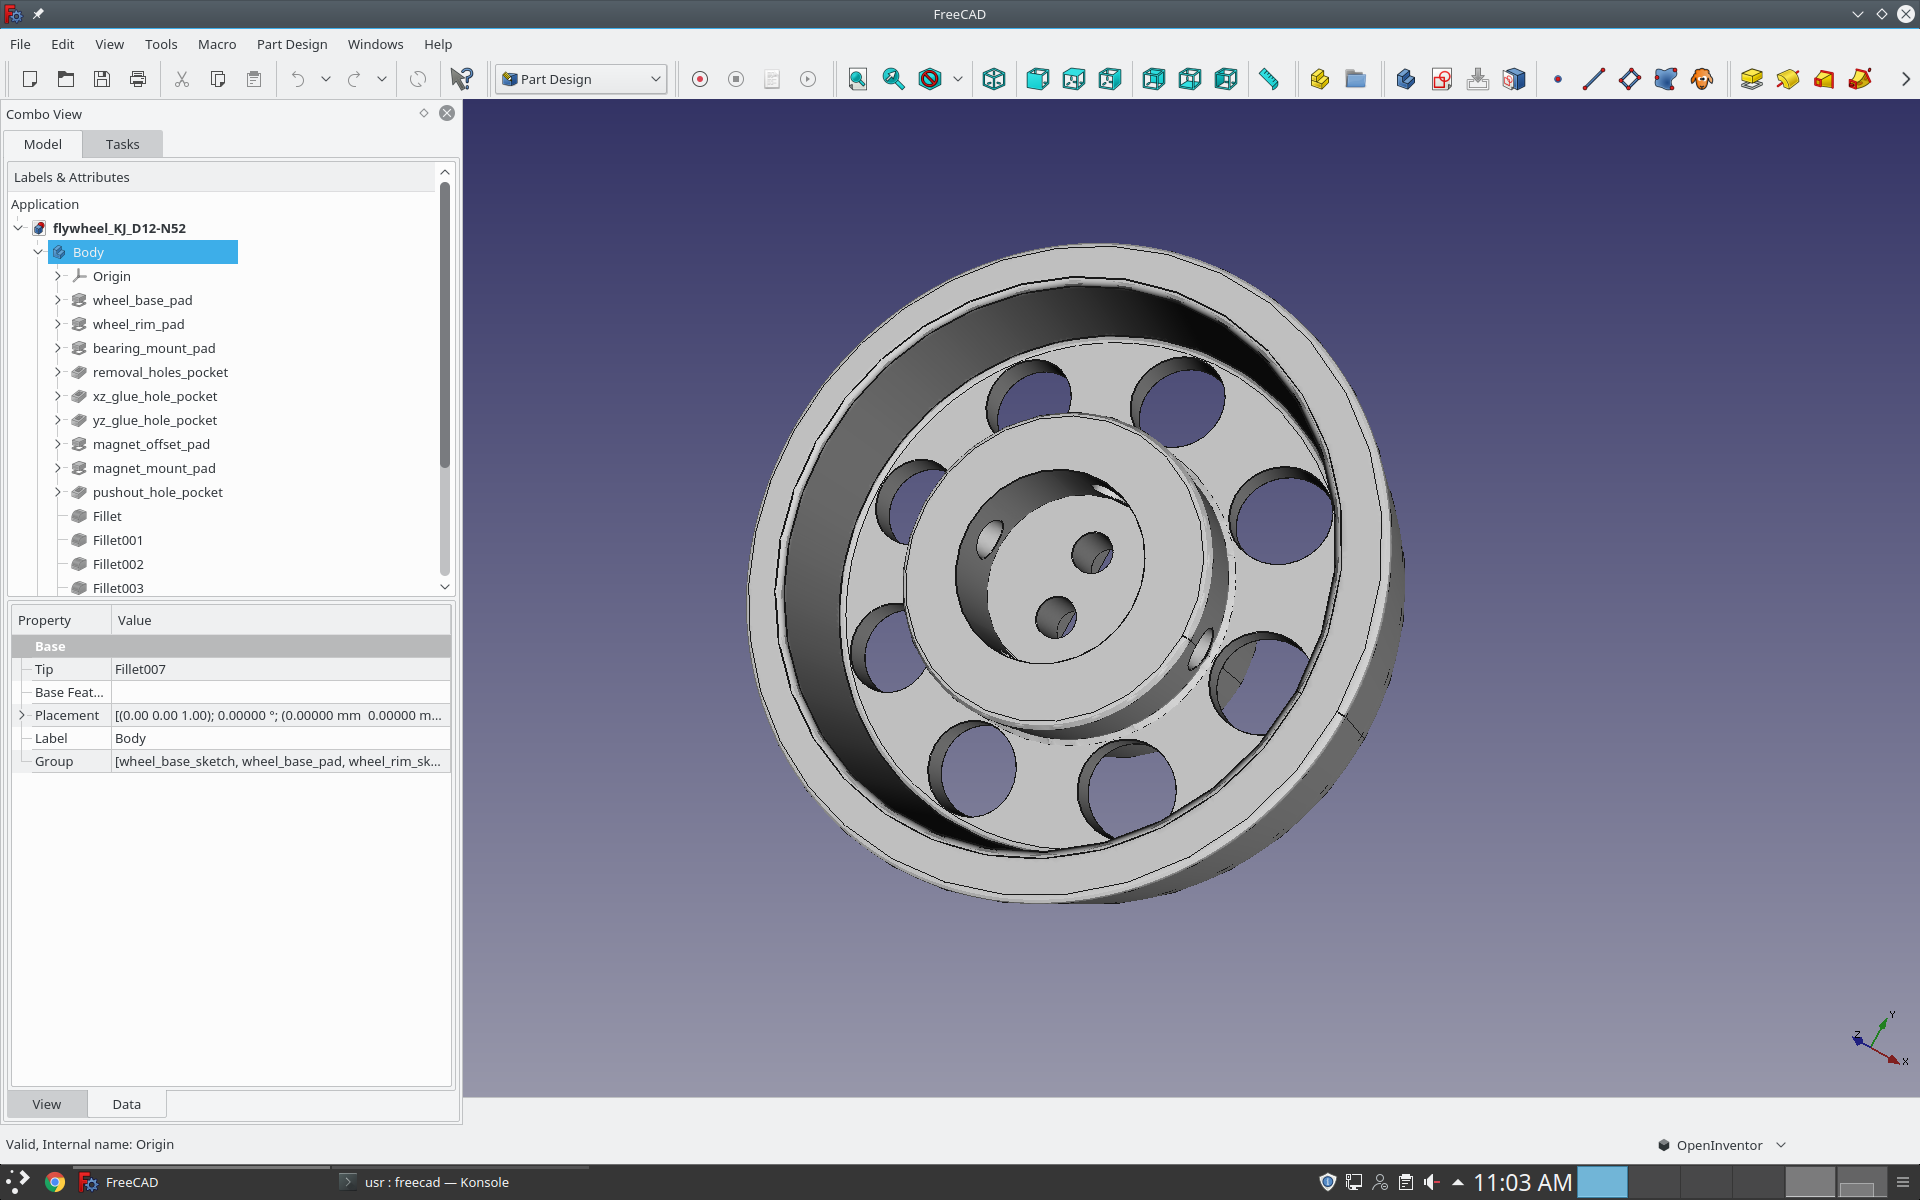 FreeCAD
File Edit View Tools Macro Part Design Windows Help
Part Design
Combo View
Model Tasks
Labels & Attributes
Application
flywheel_KJ_D12-N52
Body
Origin
wheel_base_pad
wheel_rim_pad
bearing_mount_pad
removal_holes_pocket
xz_glue_hole_pocket
yz_glue_hole_pocket
magnet_offset_pad
magnet_mount_pad
pushout_hole_pocket
Fillet
Fillet001
Fillet002
Fillet003
Property Value
Base
Tip Fillet007
Base Feat...
Placement [(0.00 0.00 1.00); 0.00000 °; (0.00000 mm 0.00000 m...
Label Body
Group [wheel_base_sketch, wheel_base_pad, wheel_rim_sk...
Y
Z
X
View Data
Valid, Internal name: Origin
OpenInventor
FreeCAD
usr : freecad — Konsole
11:03 AM